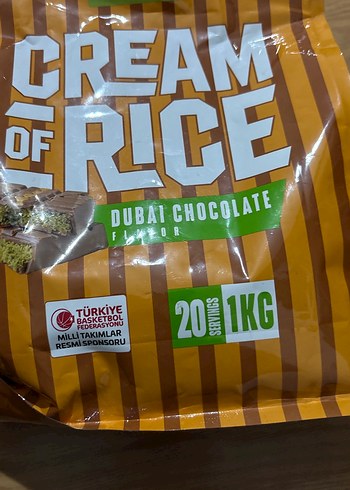 CREAM
OF RICE
DUBAI CHOCOLATE
FLAVOR
TÜRKİYE
BASKETBOL
FEDERASYONU
MİLLİ TAKIMLAR
RESMİ SPONSORU
20 SERVINGS 1KG